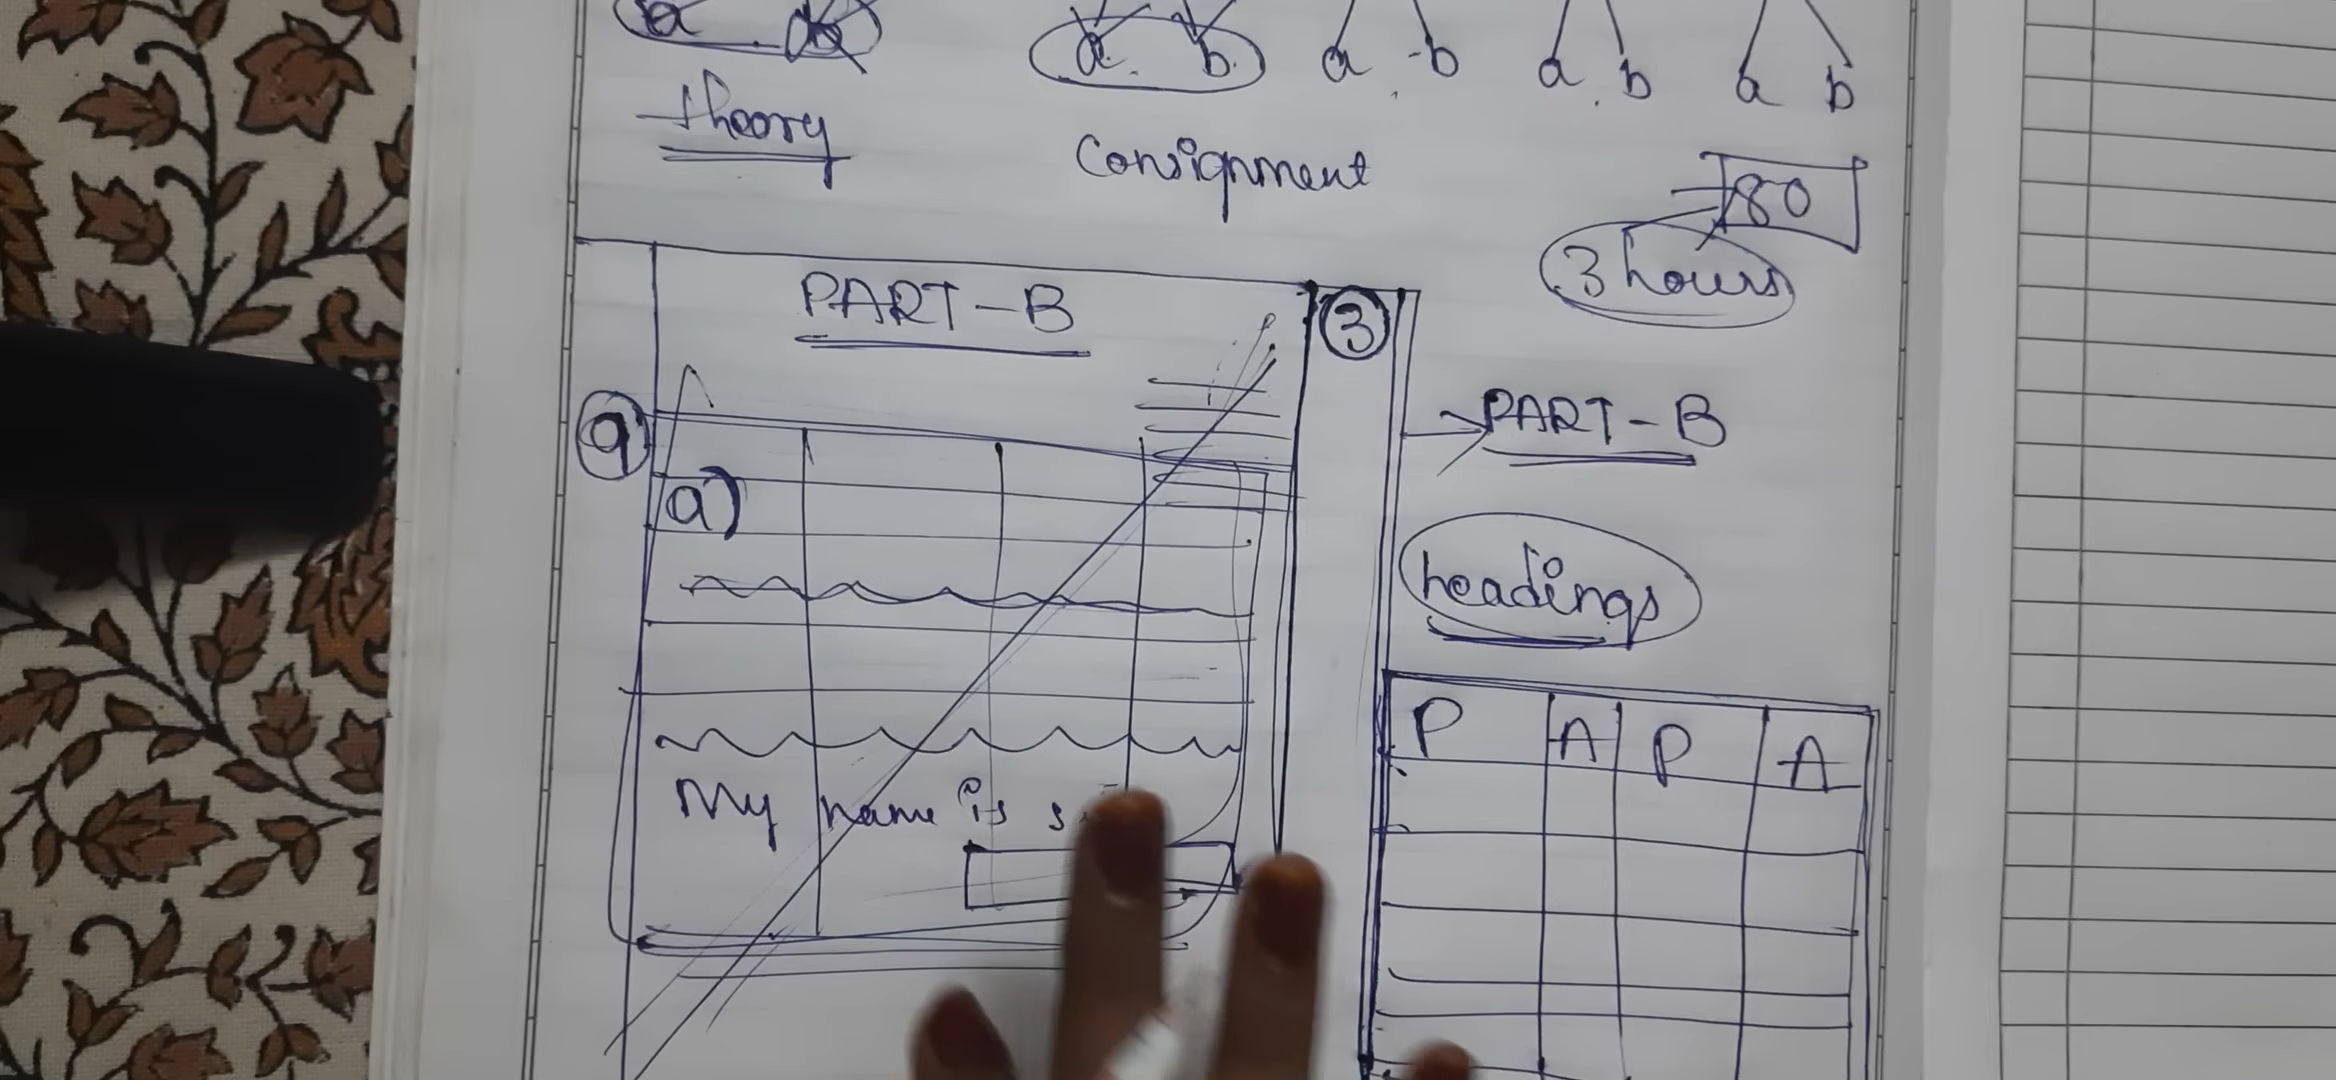 a. b.
a b
a b
a b
theory
Consignment
80
3 hours
PART-B
3
PART-B
9
a)
headings
P A P A
My name is s